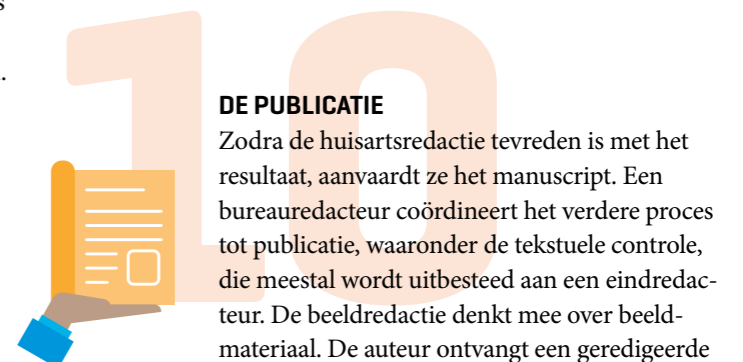 s
.
10
DE PUBLICATIE
Zodra de huisartsredactie tevreden is met het
resultaat, aanvaardt ze het manuscript. Een
bureauredacteur coördineert het verdere proces
tot publicatie, waaronder de tekstuele controle,
die meestal wordt uitbesteed aan een eindredac-
teur. De beeldredactie denkt mee over beeld-
materiaal. De auteur ontvangt een geredigeerde